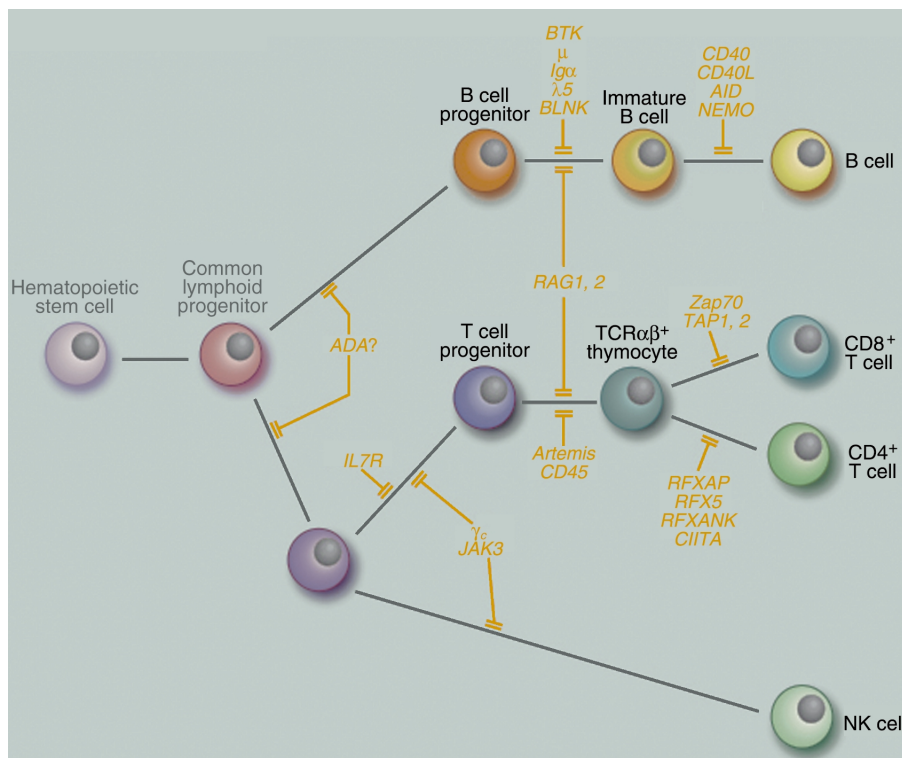 BTK
μ
Igα
λ5
BLNK
CD40
CD40L
AID
NEMO
B cell
progenitor
Immature
B cell
B cell
Hematopoietic
stem cell
Common
lymphoid
progenitor
RAG1, 2
ADA?
T cell
progenitor
TCRαβ+
thymocyte
Zap70
TAP1, 2
CD8+
T cell
IL7R
Artemis
CD45
CD4+
T cell
RFXAP
RFX5
RFXANK
CIITA
γc
JAK3
NK cel